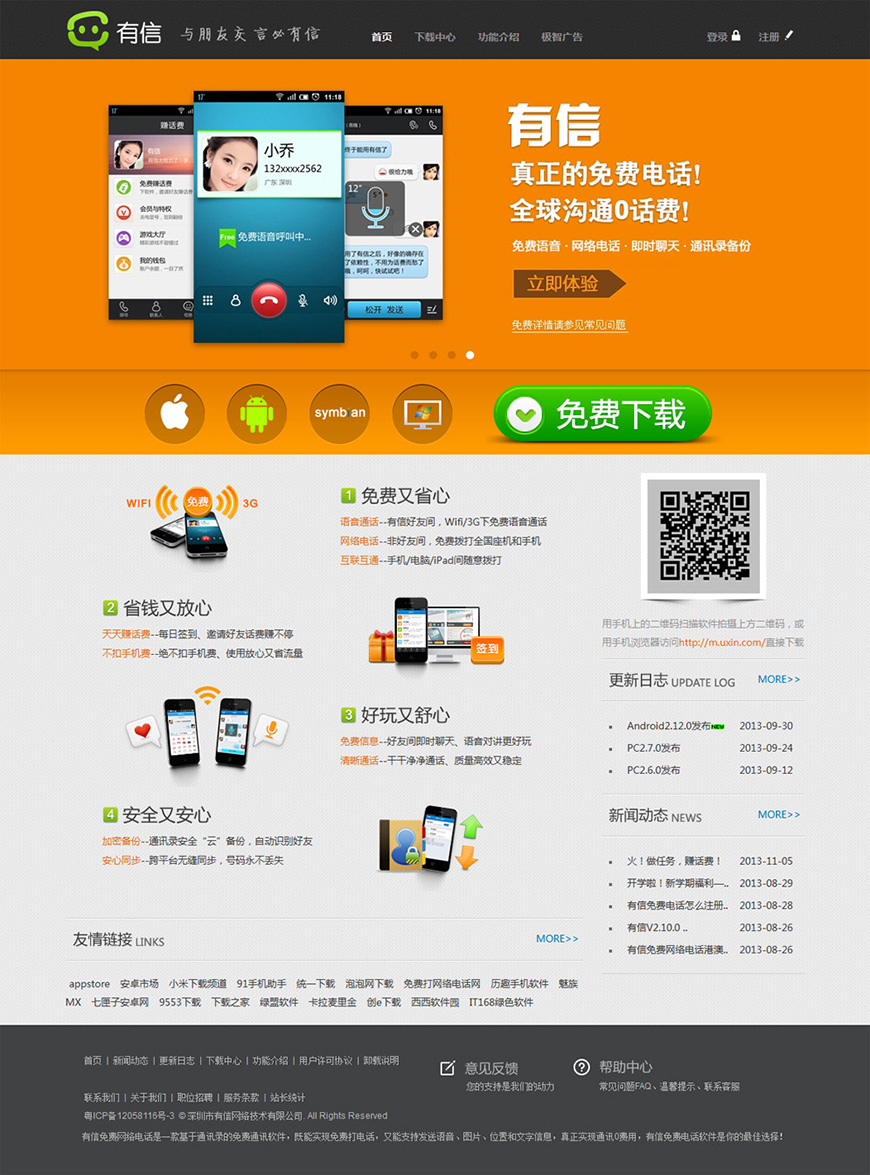 有信 与朋友交 言必有信
首页 下载中心 功能介绍 极智广告 登录 注册
17° 11:18
赚话费
有信
免费赚话费
会员与特权
游戏大厅
我的钱包
17° 11:18
小乔
132xxxx2562
广东 深圳
Free 免费语音呼叫中...
11:18
终于能用有信了
很给力哦
12"
松开 发送
有信
真正的免费电话!
全球沟通0话费!
免费语音 · 网络电话 · 即时聊天 · 通讯录备份
立即体验
免费详情请参见常见问题
symb an
免费下载
WIFI 免费 3G
1 免费又省心
语音通话--有信好友间，Wifi/3G下免费语音通话
网络电话--非好友间，免费拨打全国座机和手机
互联互通--手机/电脑/iPad间随意拨打
2 省钱又放心
天天赚话费--每日签到、邀请好友话费赚不停
不扣手机费--绝不扣手机费、使用放心又省流量
签到
3 好玩又舒心
免费信息--好友间即时聊天、语音对讲更好玩
清晰通话--干干净净通话、质量高效又稳定
4 安全又安心
加密备份--通讯录安全“云”备份，自动识别好友
安心同步--跨平台无缝同步，号码永不丢失
用手机上的二维码扫描软件拍摄上方二维码，或
用手机浏览器访问http://m.uxin.com/直接下载
更新日志 UPDATE LOG MORE>>
Android2.12.0发布NEW 2013-09-30
PC2.7.0发布 2013-09-24
PC2.6.0发布 2013-09-12
新闻动态 NEWS MORE>>
火！做任务，赚话费！ 2013-11-05
开学啦！新学期福利—.. 2013-08-29
有信免费电话怎么注册.. 2013-08-28
有信V2.10.0 .. 2013-08-26
有信免费网络电话港澳.. 2013-08-26
友情链接 LINKS MORE>>
appstore 安卓市场 小米下载频道 91手机助手 统一下载 泡泡网下载 免费打网络电话网 历趣手机软件 魅族
MX 七匣子安卓网 9553下载 下载之家 绿盟软件 卡拉麦里金 创e下载 西西软件园 IT168绿色软件
首页 | 新闻动态 | 更新日志 | 下载中心 | 功能介绍 | 用户许可协议 | 卸载说明
意见反馈
您的支持是我们的动力
帮助中心
常见问题FAQ、温馨提示、联系客服
联系我们 | 关于我们 | 职位招聘 | 服务条款 | 站长统计
粤ICP备12058116号-3 ©深圳市有信网络技术有限公司. All Rights Reserved
有信免费网络电话是一款基于通讯录的免费通讯软件，既能实现免费打电话，又能支持发送语音、图片、位置和文字信息，真正实现通讯0费用，有信免费电话软件是你的最佳选择！